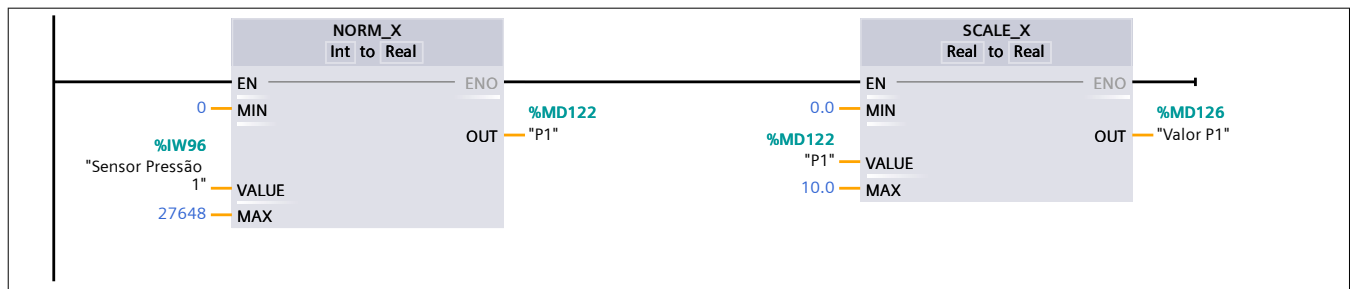 NORM_X
Int to Real
EN
ENO
0
MIN
%MD122
OUT
"P1"
%IW96
"Sensor Pressão
1"
VALUE
27648
MAX
SCALE_X
Real to Real
EN
ENO
0.0
MIN
%MD126
OUT
"Valor P1"
%MD122
"P1"
VALUE
10.0
MAX